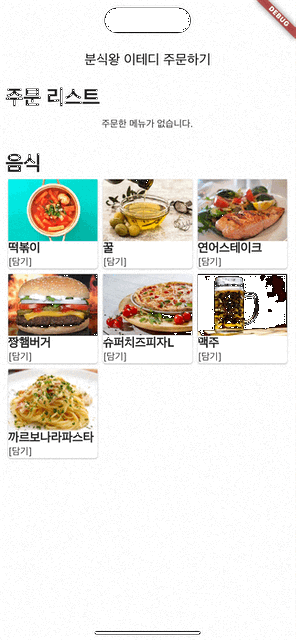 DEBUG
분식왕 이테디 주문하기
주문 리스트
주문한 메뉴가 없습니다.
음식
떡볶이
[담기]
꿀
[담기]
연어스테이크
[담기]
짱햄버거
[담기]
슈퍼치즈피자L
[담기]
맥주
[담기]
까르보나라파스타
[담기]